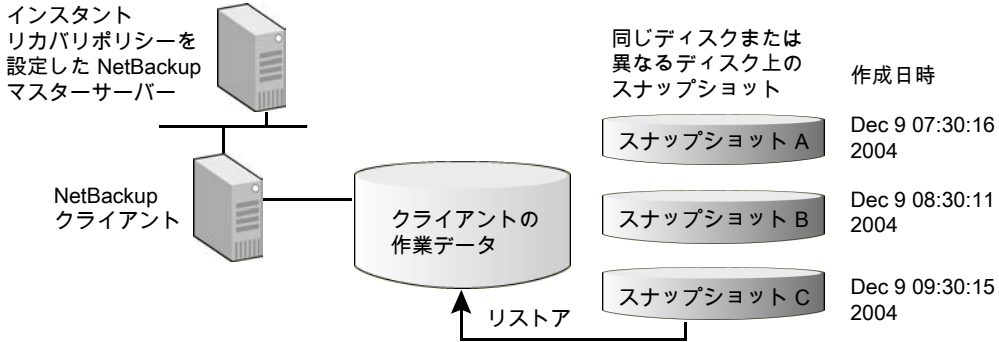 インスタント
リカバリポリシーを
設定した NetBackup
マスターサーバー
NetBackup
クライアント
クライアントの
作業データ
リストア
同じディスクまたは
異なるディスク上の
スナップショット
作成日時
スナップショット A
Dec 9 07:30:16
2004
スナップショット B
Dec 9 08:30:11
2004
スナップショット C
Dec 9 09:30:15
2004